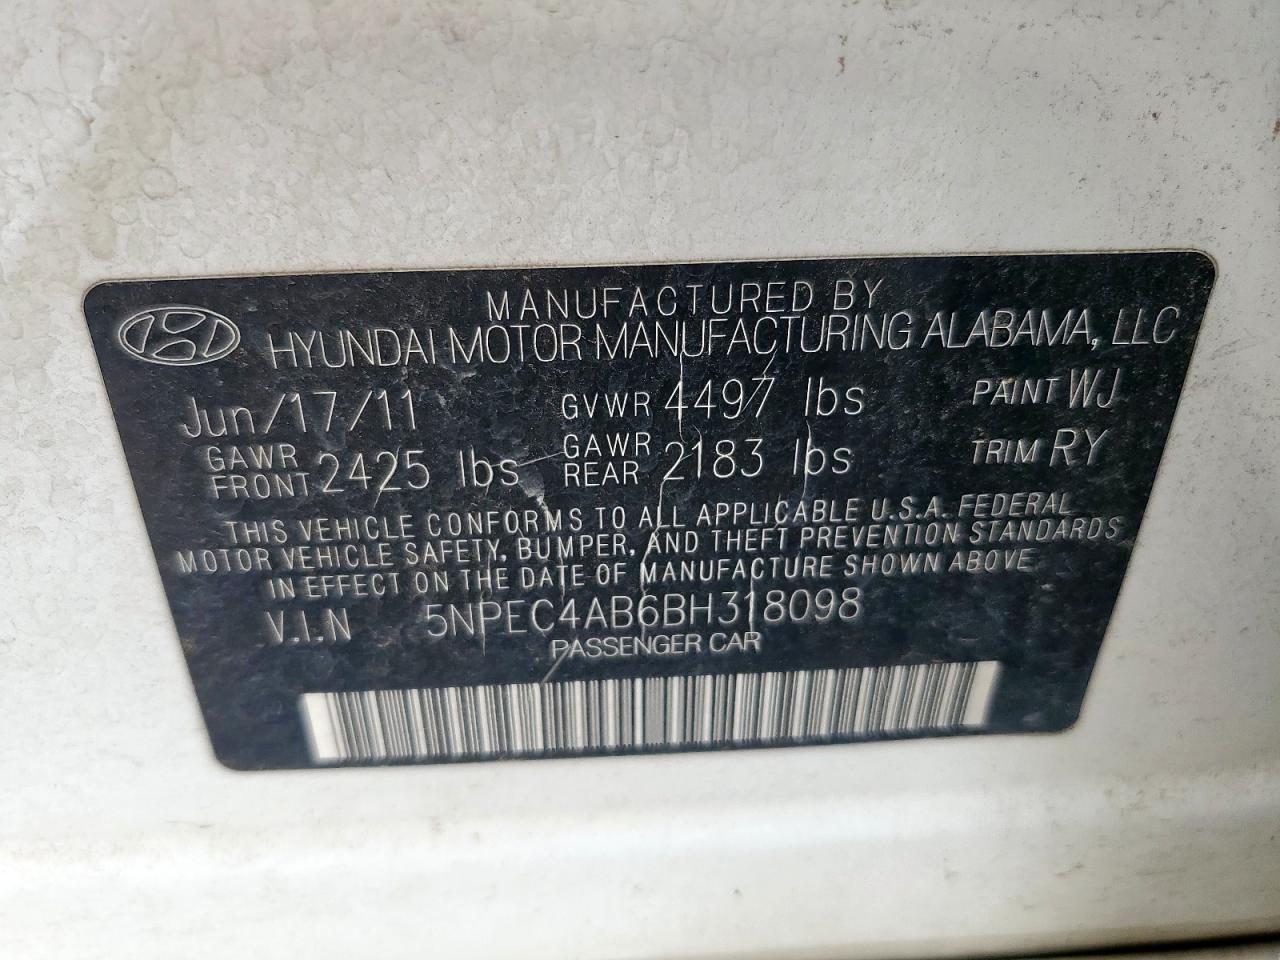 MANUFACTURED BY
HYUNDAI MOTOR MANUFACTURING ALABAMA, LLC
Jun/17/11 GVWR 4497 lbs PAINT WJ
GAWR FRONT 2425 lbs GAWR REAR 2183 lbs TRIM RY
THIS VEHICLE CONFORMS TO ALL APPLICABLE U.S.A. FEDERAL
MOTOR VEHICLE SAFETY, BUMPER, AND THEFT PREVENTION STANDARDS
IN EFFECT ON THE DATE OF MANUFACTURE SHOWN ABOVE
V.I.N 5NPEC4AB6BH318098
PASSENGER CAR